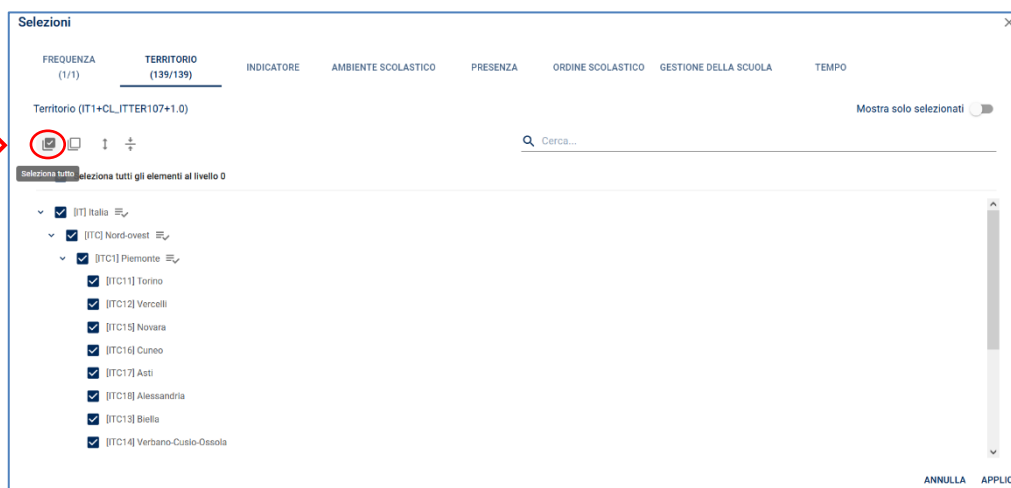 Selezioni
FREQUENZA (1/1) TERRITORIO (139/139) INDICATORE AMBIENTE SCOLASTICO PRESENZA ORDINE SCOLASTICO GESTIONE DELLA SCUOLA TEMPO
Territorio (IT1+CL_ITTER107+1.0) Mostra solo selezionati
Cerca...
Seleziona tutto
eleziona tutti gli elementi al livello 0
[IT] Italia
[ITC] Nord-ovest
[ITC1] Piemonte
[ITC11] Torino
[ITC12] Vercelli
[ITC15] Novara
[ITC16] Cuneo
[ITC17] Asti
[ITC18] Alessandria
[ITC13] Biella
[ITC14] Verbano-Cusio-Ossola
ANNULLA APPLIC